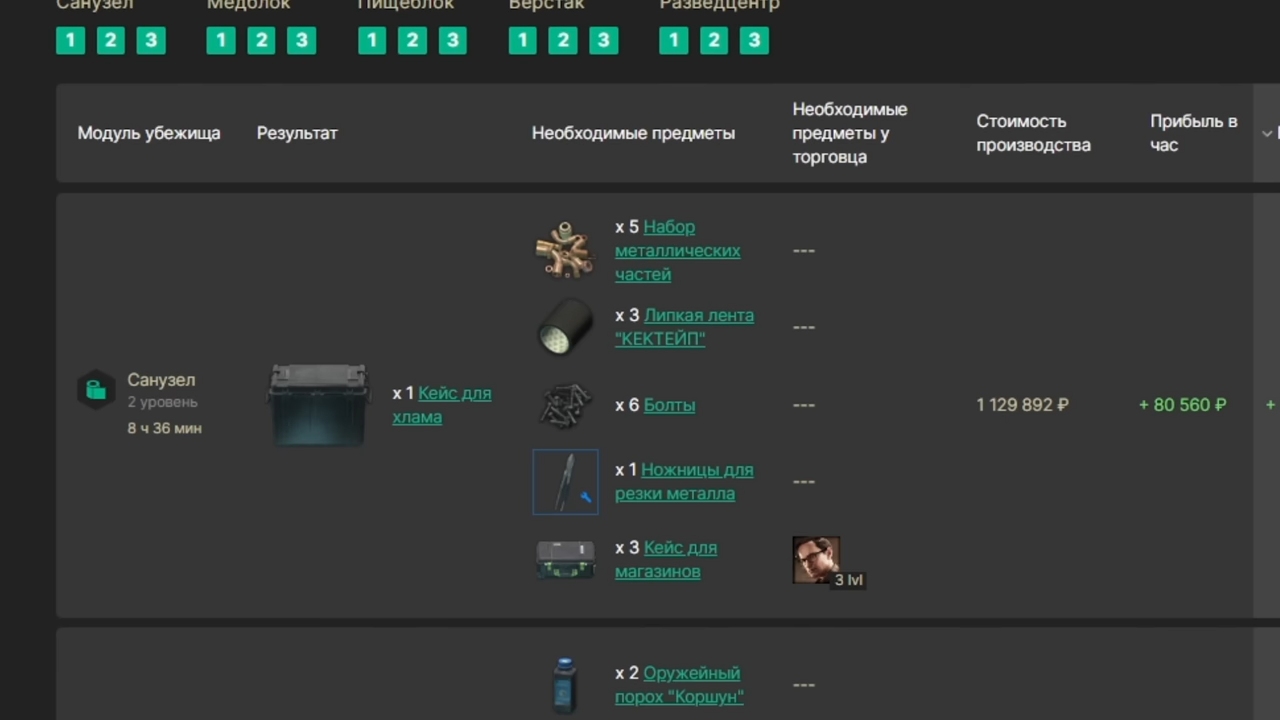 Санузел
Медблок
Пищеблок
Верстак
Разведцентр
1 2 3
1 2 3
1 2 3
1 2 3
1 2 3
Модуль убежища
Результат
Необходимые предметы
Необходимые
предметы у
торговца
Стоимость
производства
Прибыль в
час
Санузел
2 уровень
8 ч 36 мин
x 1 Кейс для
хлама
x 5 Набор
металлических
частей
---
x 3 Липкая лента
"КЕКТЕЙП"
---
x 6 Болты
---
x 1 Ножницы для
резки металла
---
x 3 Кейс для
магазинов
3 lvl
1 129 892 ₽
+ 80 560 ₽
+
x 2 Оружейный
порох "Коршун"
---